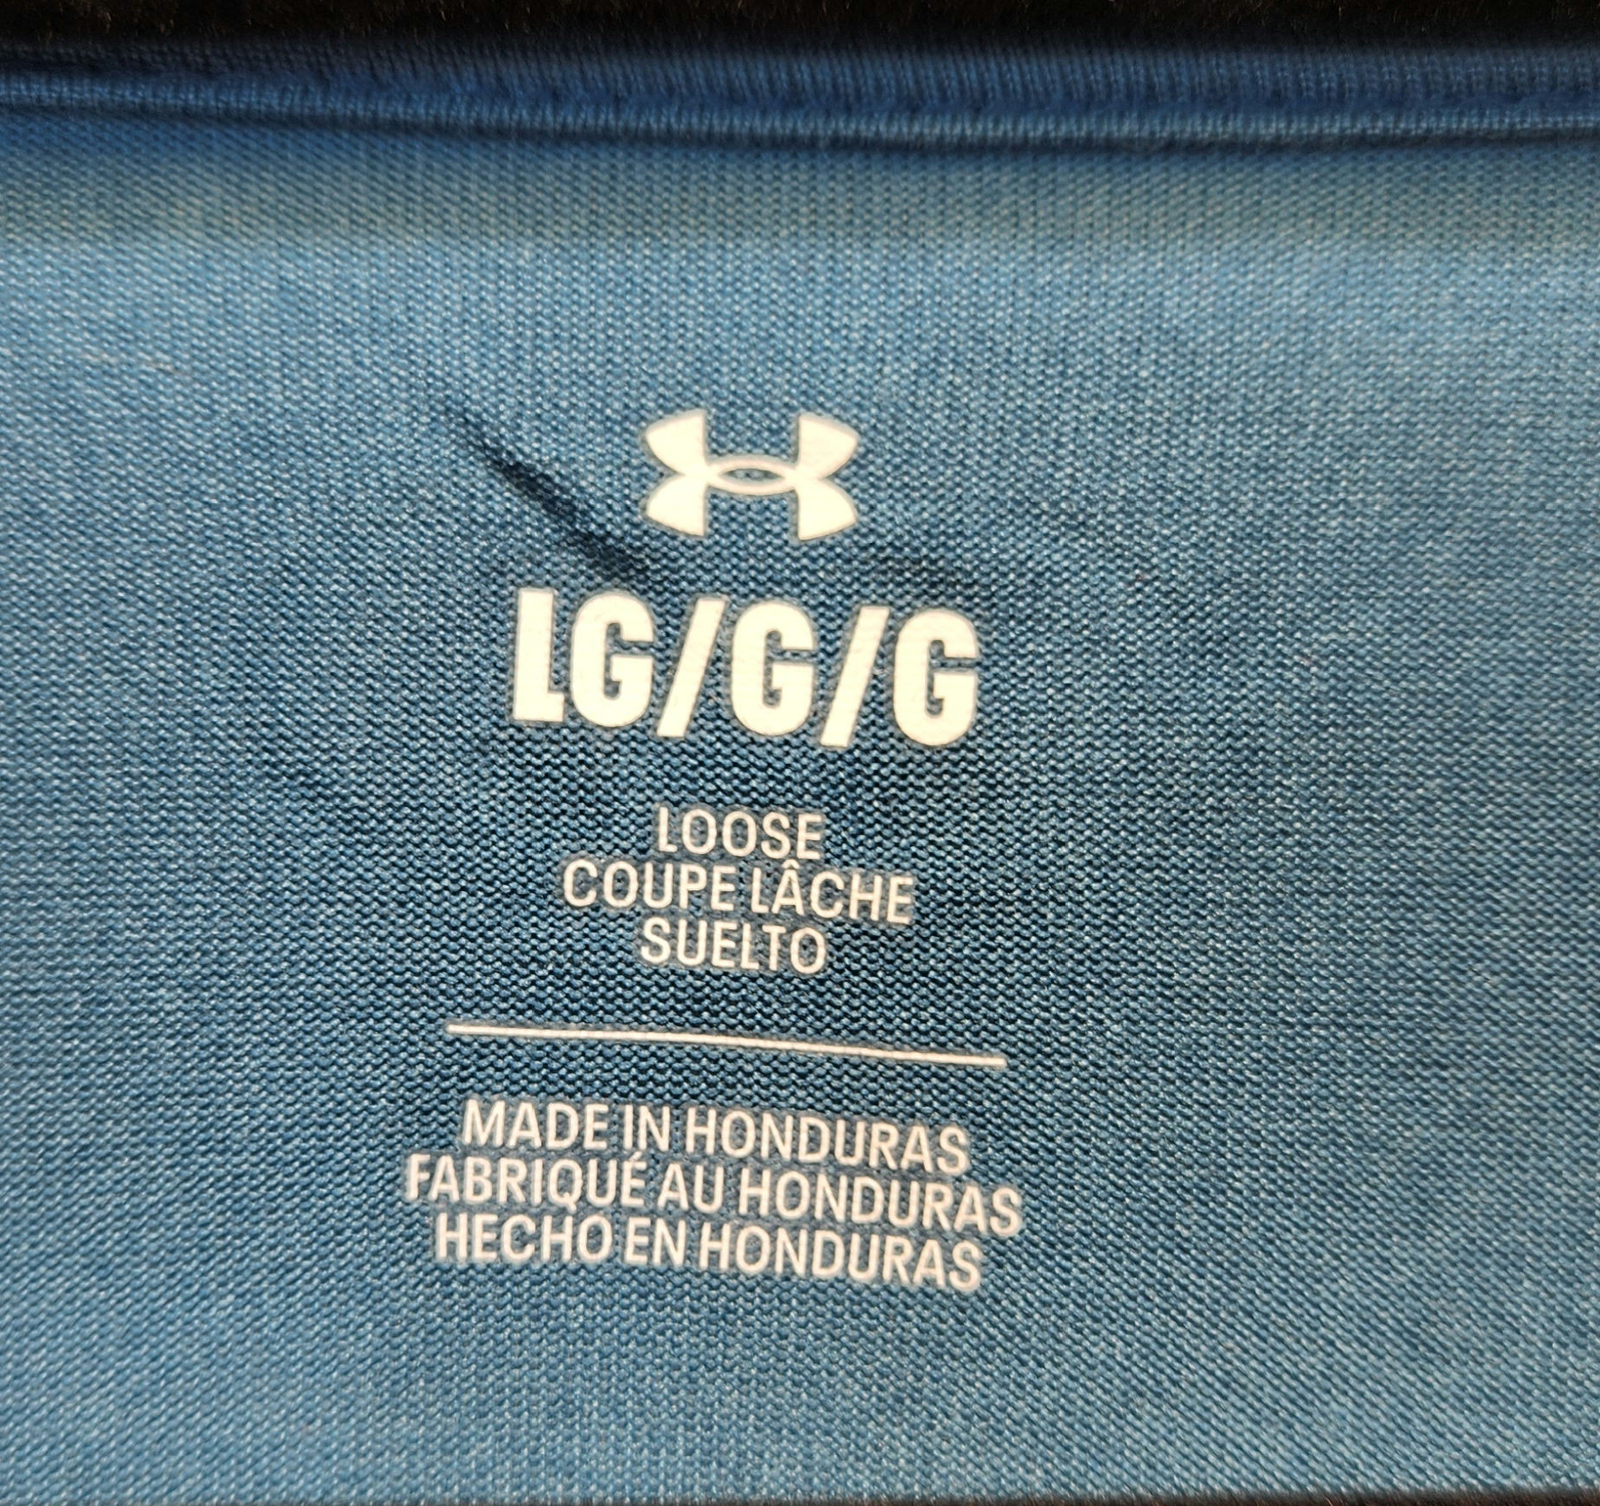 LG/G/G
LOOSE
COUPE LÂCHE
SUELTO
MADE IN HONDURAS
FABRIQUÉ AU HONDURAS
HECHO EN HONDURAS